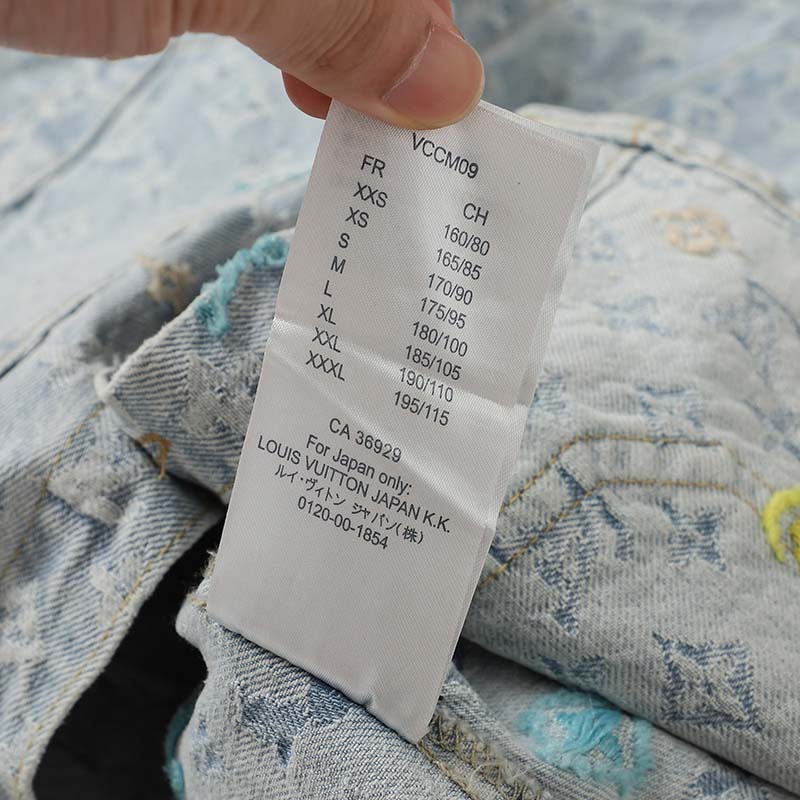 VCCM09
FR CH
XXS 160/80
XS 165/85
S 170/90
M 175/95
L 180/100
XL 185/105
XXL 190/110
XXXL 195/115
CA 36929
For Japan only:
LOUIS VUITTON JAPAN K.K.
ルイ・ヴィトン ジャパン(株)
0120-00-1854